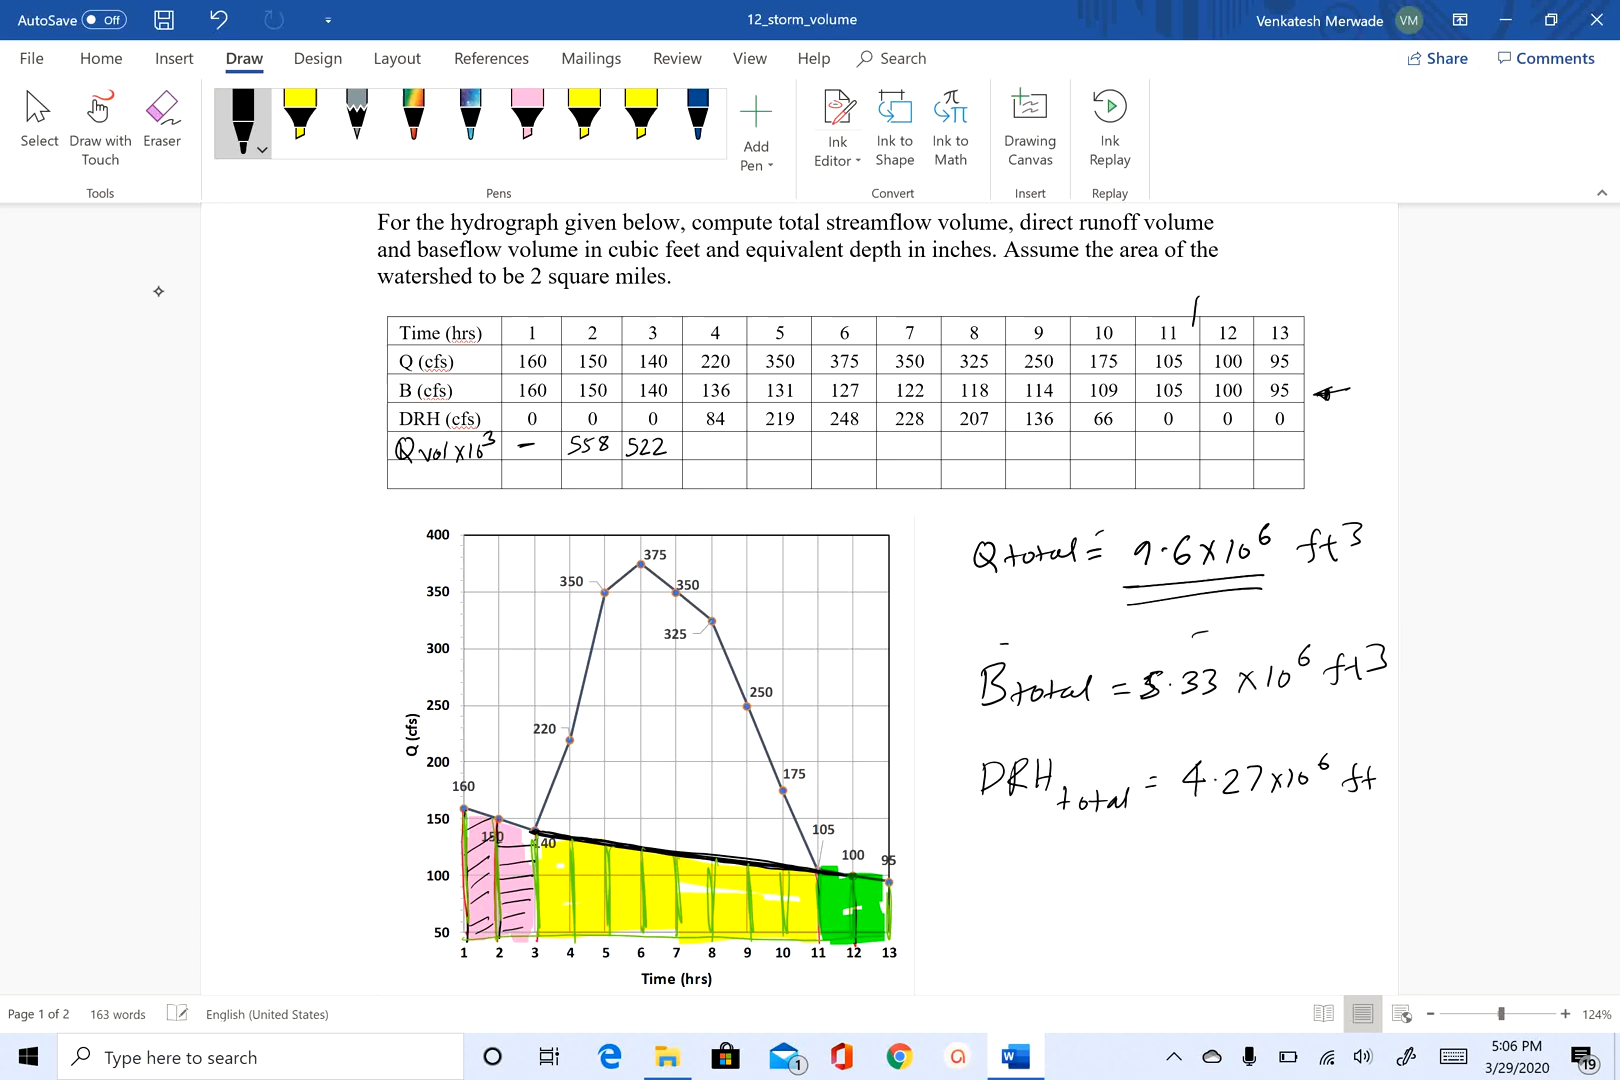 AutoSave Off 12_storm_volume Venkatesh Merwade VM
File Home Insert Draw Design Layout References Mailings Review View Help Search Share Comments
Select Draw with Touch Eraser Add Pen Ink Editor Ink to Shape Ink to Math Drawing Canvas Ink Replay
Tools Pens Convert Insert Replay
For the hydrograph given below, compute total streamflow volume, direct runoff volume
and baseflow volume in cubic feet and equivalent depth in inches. Assume the area of the
watershed to be 2 square miles.
Time (hrs) 1 2 3 4 5 6 7 8 9 10 11 12 13
Q (cfs) 160 150 140 220 350 375 350 325 250 175 105 100 95
B (cfs) 160 150 140 136 131 127 122 118 114 109 105 100 95
DRH (cfs) 0 0 0 84 219 248 228 207 136 66 0 0 0
Q vol x10^3 – 558 522
400
350
300
250
200
150
100
50
Q (cfs)
160
150
140
220
350
375
350
325
250
175
105
100
95
1 2 3 4 5 6 7 8 9 10 11 12 13
Time (hrs)
Q total = 9.6 x 10^6 ft^3
B total = 5.33 x 10^6 ft^3
DRH total = 4.27 x 10^6 ft
Page 1 of 2 163 words English (United States) 124%
Type here to search 1 W 5:06 PM
3/29/2020 19